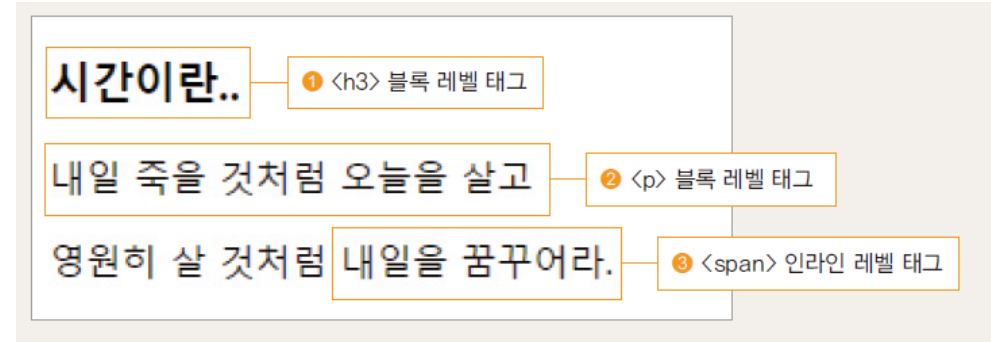 시간이란..
❶ <h3> 블록 레벨 태그
내일 죽을 것처럼 오늘을 살고
❷ <p> 블록 레벨 태그
영원히 살 것처럼 내일을 꿈꾸어라.
❸ <span> 인라인 레벨 태그